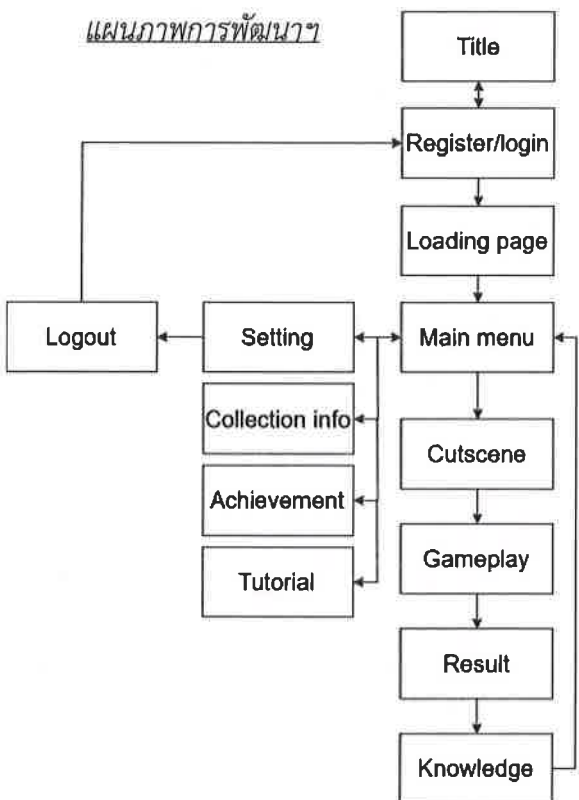 แผนภาพการพัฒนาฯ
Title
Register/login
Loading page
Logout
Setting
Main menu
Collection info
Cutscene
Achievement
Gameplay
Tutorial
Result
Knowledge